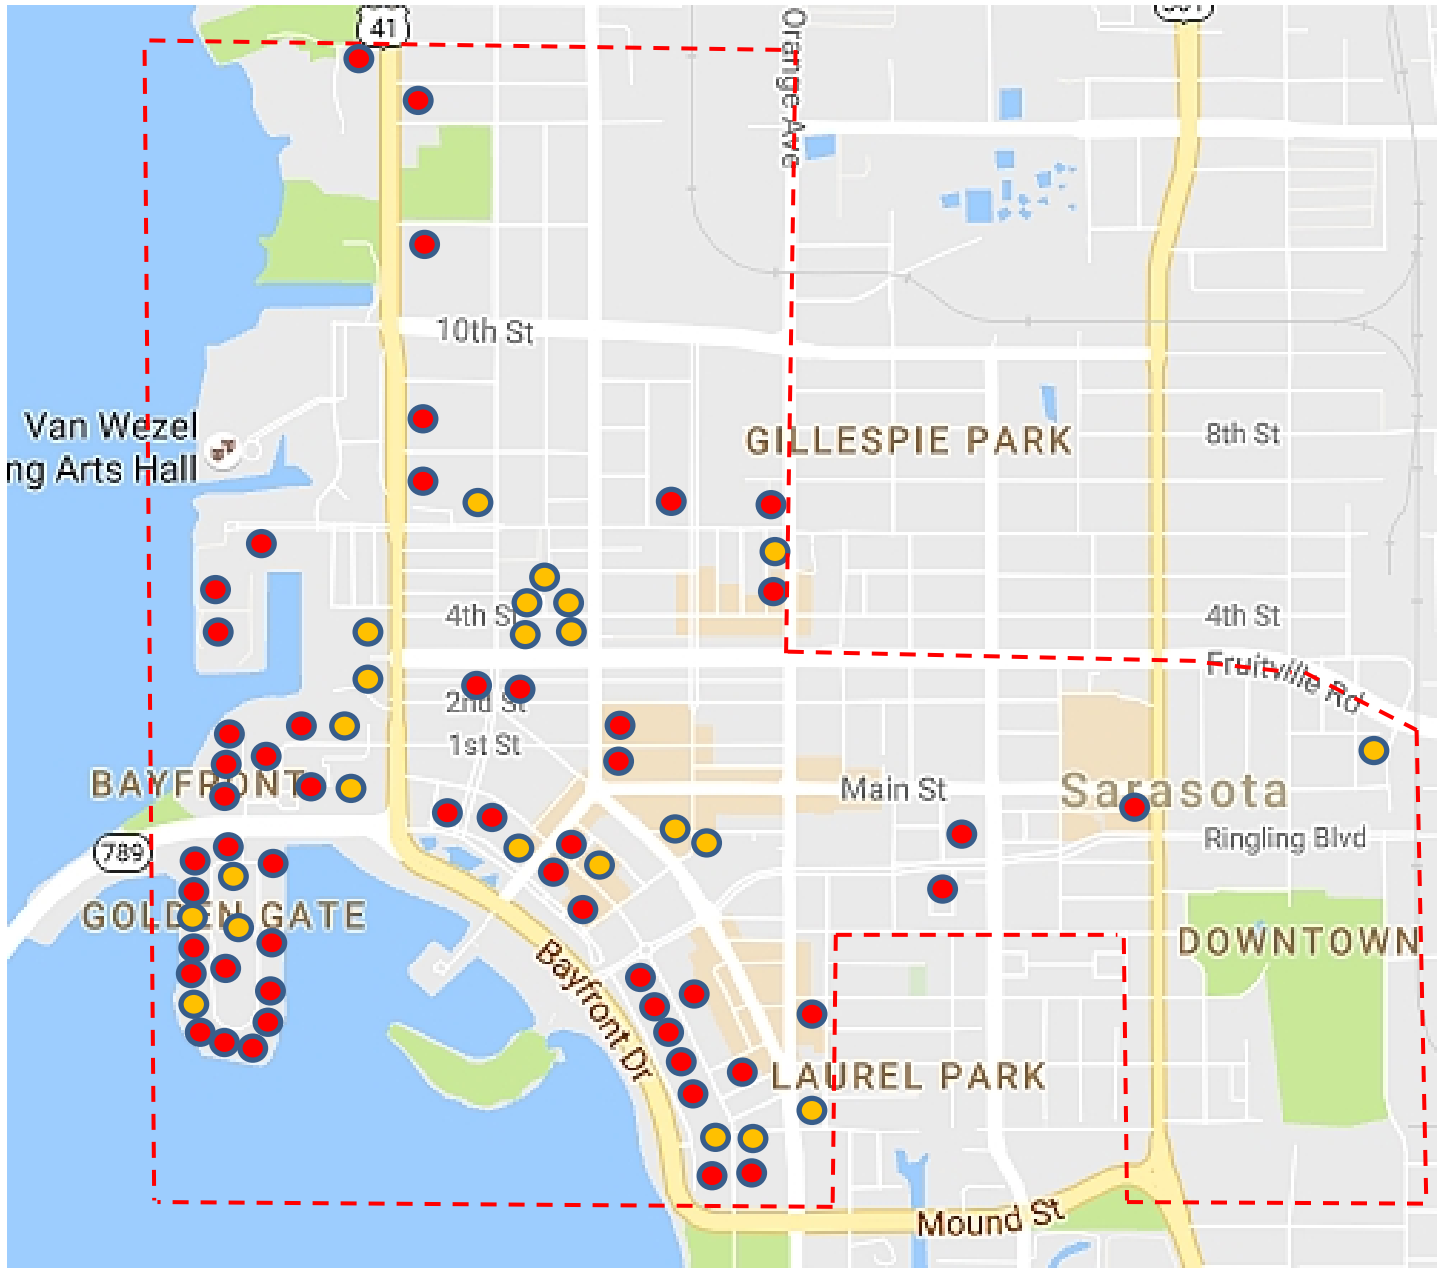 41
Orange Ave
10th St
Van Wezel
ng Arts Hall
GILLESPIE PARK
8th St
4th St
4th St
Fruitville Rd
2nd St
1st St
BAYFRONT
Main St
Sarasota
Ringling Blvd
789
GOLDEN GATE
DOWNTOWN
Bayfront Dr
LAUREL PARK
Mound St